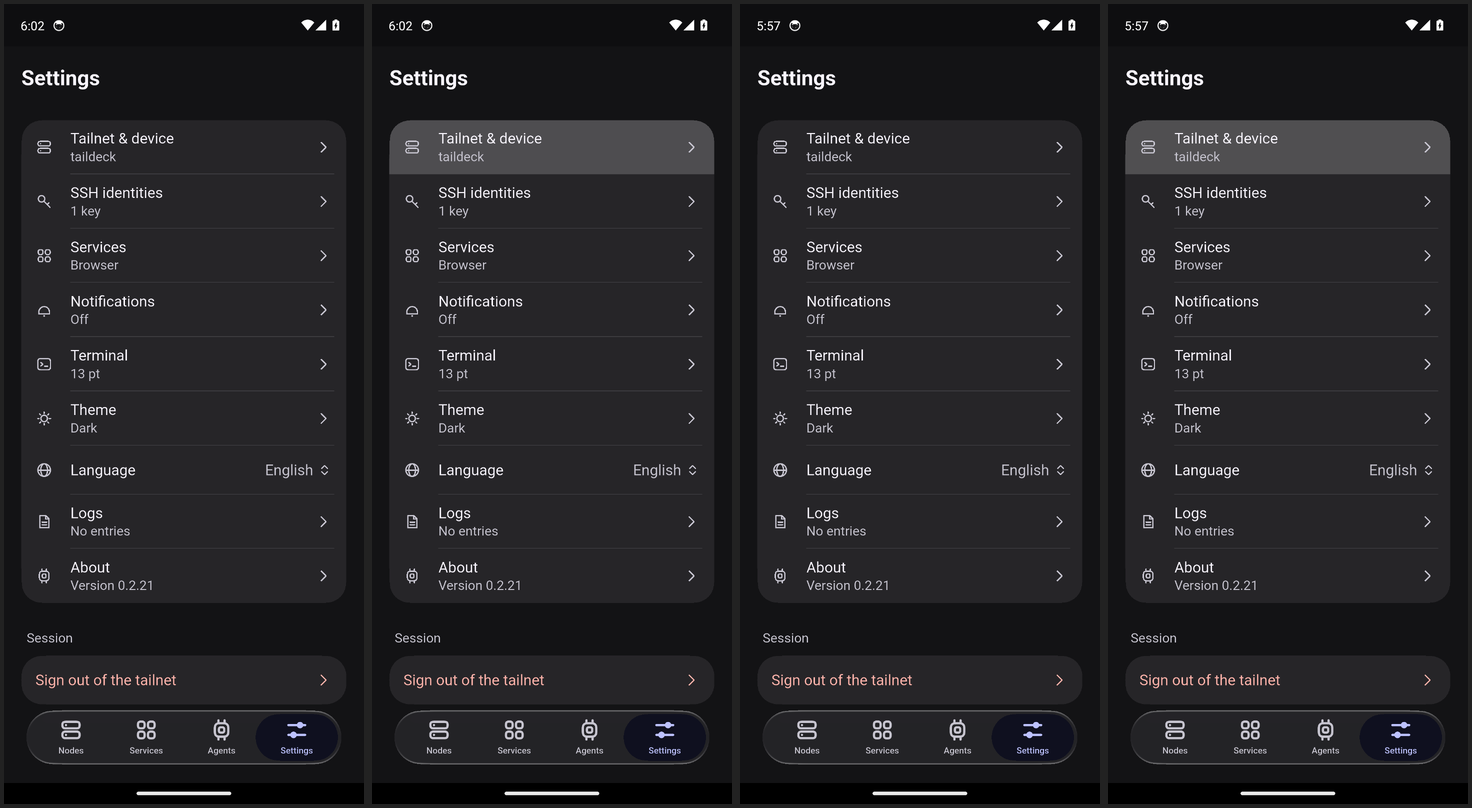 6:02
Settings
Tailnet & device
taildeck
SSH identities
1 key
Services
Browser
Notifications
Off
Terminal
13 pt
Theme
Dark
Language English
Logs
No entries
About
Version 0.2.21
Session
Sign out of the tailnet
Nodes Services Agents Settings
6:02
Settings
Tailnet & device
taildeck
SSH identities
1 key
Services
Browser
Notifications
Off
Terminal
13 pt
Theme
Dark
Language English
Logs
No entries
About
Version 0.2.21
Session
Sign out of the tailnet
Nodes Services Agents Settings
5:57
Settings
Tailnet & device
taildeck
SSH identities
1 key
Services
Browser
Notifications
Off
Terminal
13 pt
Theme
Dark
Language English
Logs
No entries
About
Version 0.2.21
Session
Sign out of the tailnet
Nodes Services Agents Settings
5:57
Settings
Tailnet & device
taildeck
SSH identities
1 key
Services
Browser
Notifications
Off
Terminal
13 pt
Theme
Dark
Language English
Logs
No entries
About
Version 0.2.21
Session
Sign out of the tailnet
Nodes Services Agents Settings